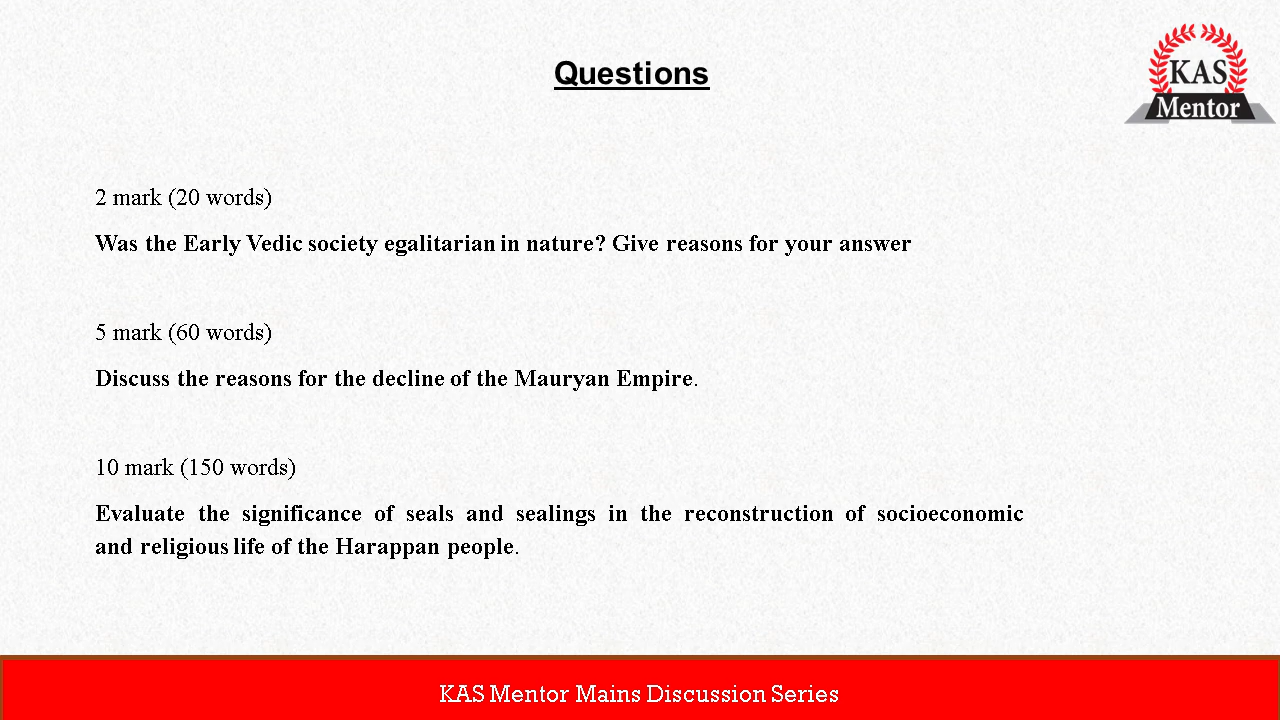 Questions
KAS
Mentor
2 mark (20 words)
Was the Early Vedic society egalitarian in nature? Give reasons for your answer
5 mark (60 words)
Discuss the reasons for the decline of the Mauryan Empire.
10 mark (150 words)
Evaluate the significance of seals and sealings in the reconstruction of socioeconomic
and religious life of the Harappan people.
KAS Mentor Mains Discussion Series